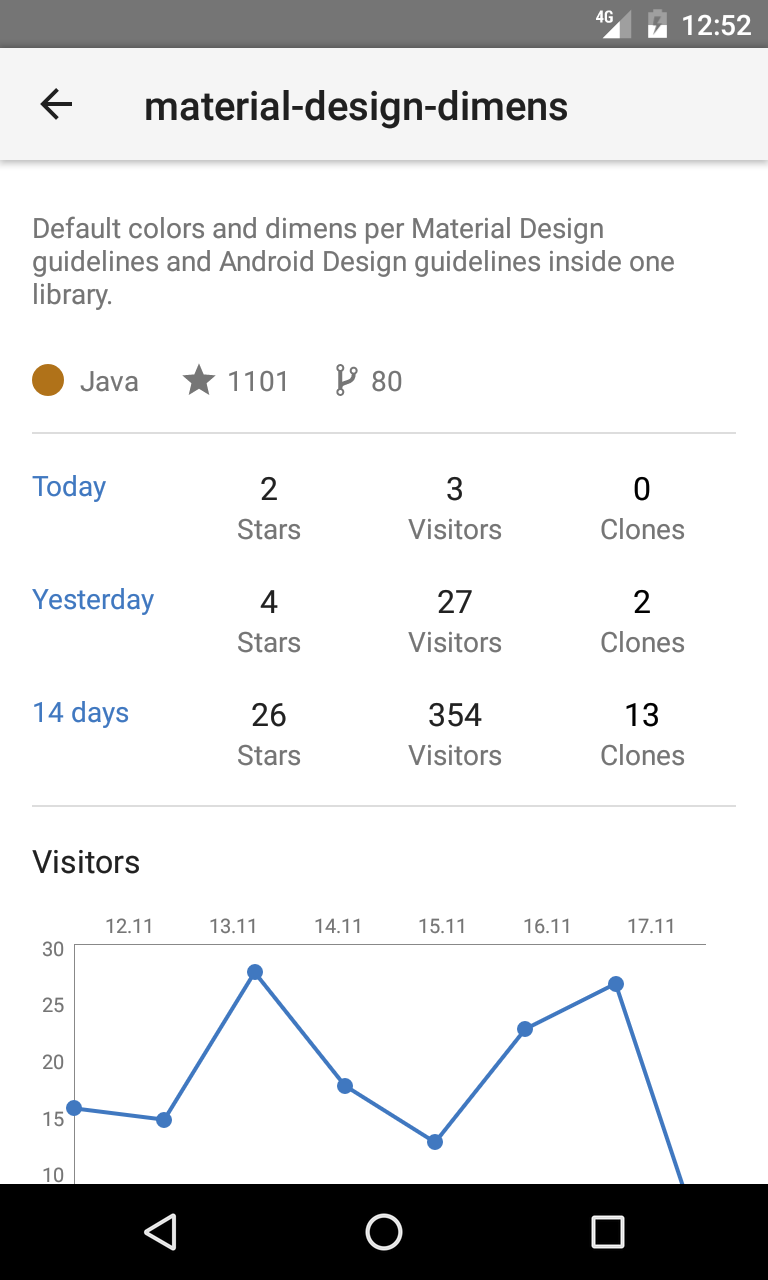 4G 12:52
material-design-dimens
Default colors and dimens per Material Design
guidelines and Android Design guidelines inside one
library.
Java 1101 80
Today 2 3 0
Stars Visitors Clones
Yesterday 4 27 2
Stars Visitors Clones
14 days 26 354 13
Stars Visitors Clones
Visitors
12.11 13.11 14.11 15.11 16.11 17.11
30
25
20
15
10